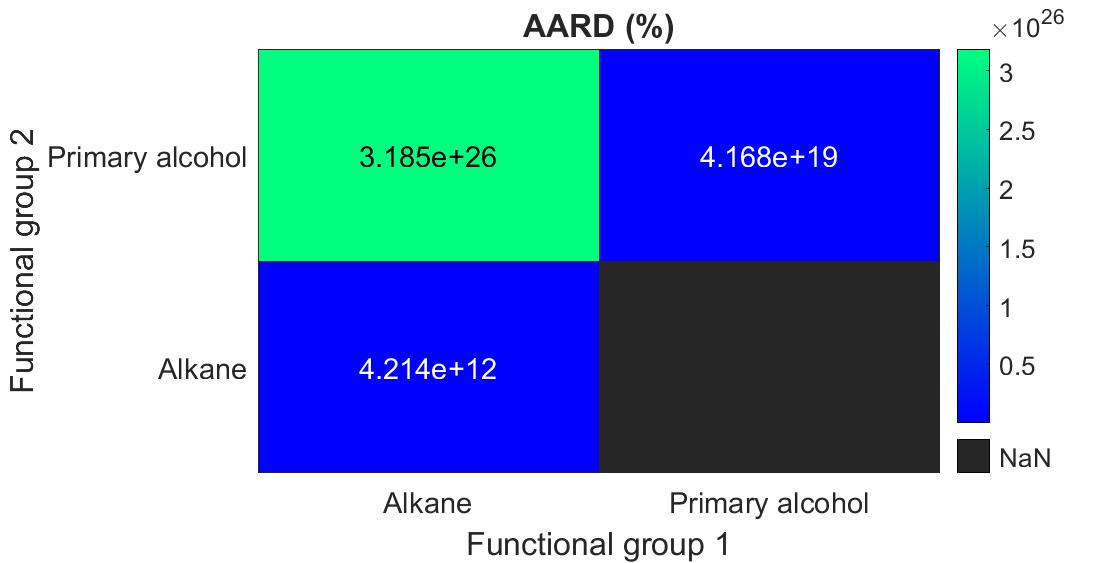 AARD (%)
×10^26
Functional group 2
Primary alcohol
3.185e+26
4.168e+19
Alkane
4.214e+12
3
2.5
2
1.5
1
0.5
NaN
Alkane
Primary alcohol
Functional group 1